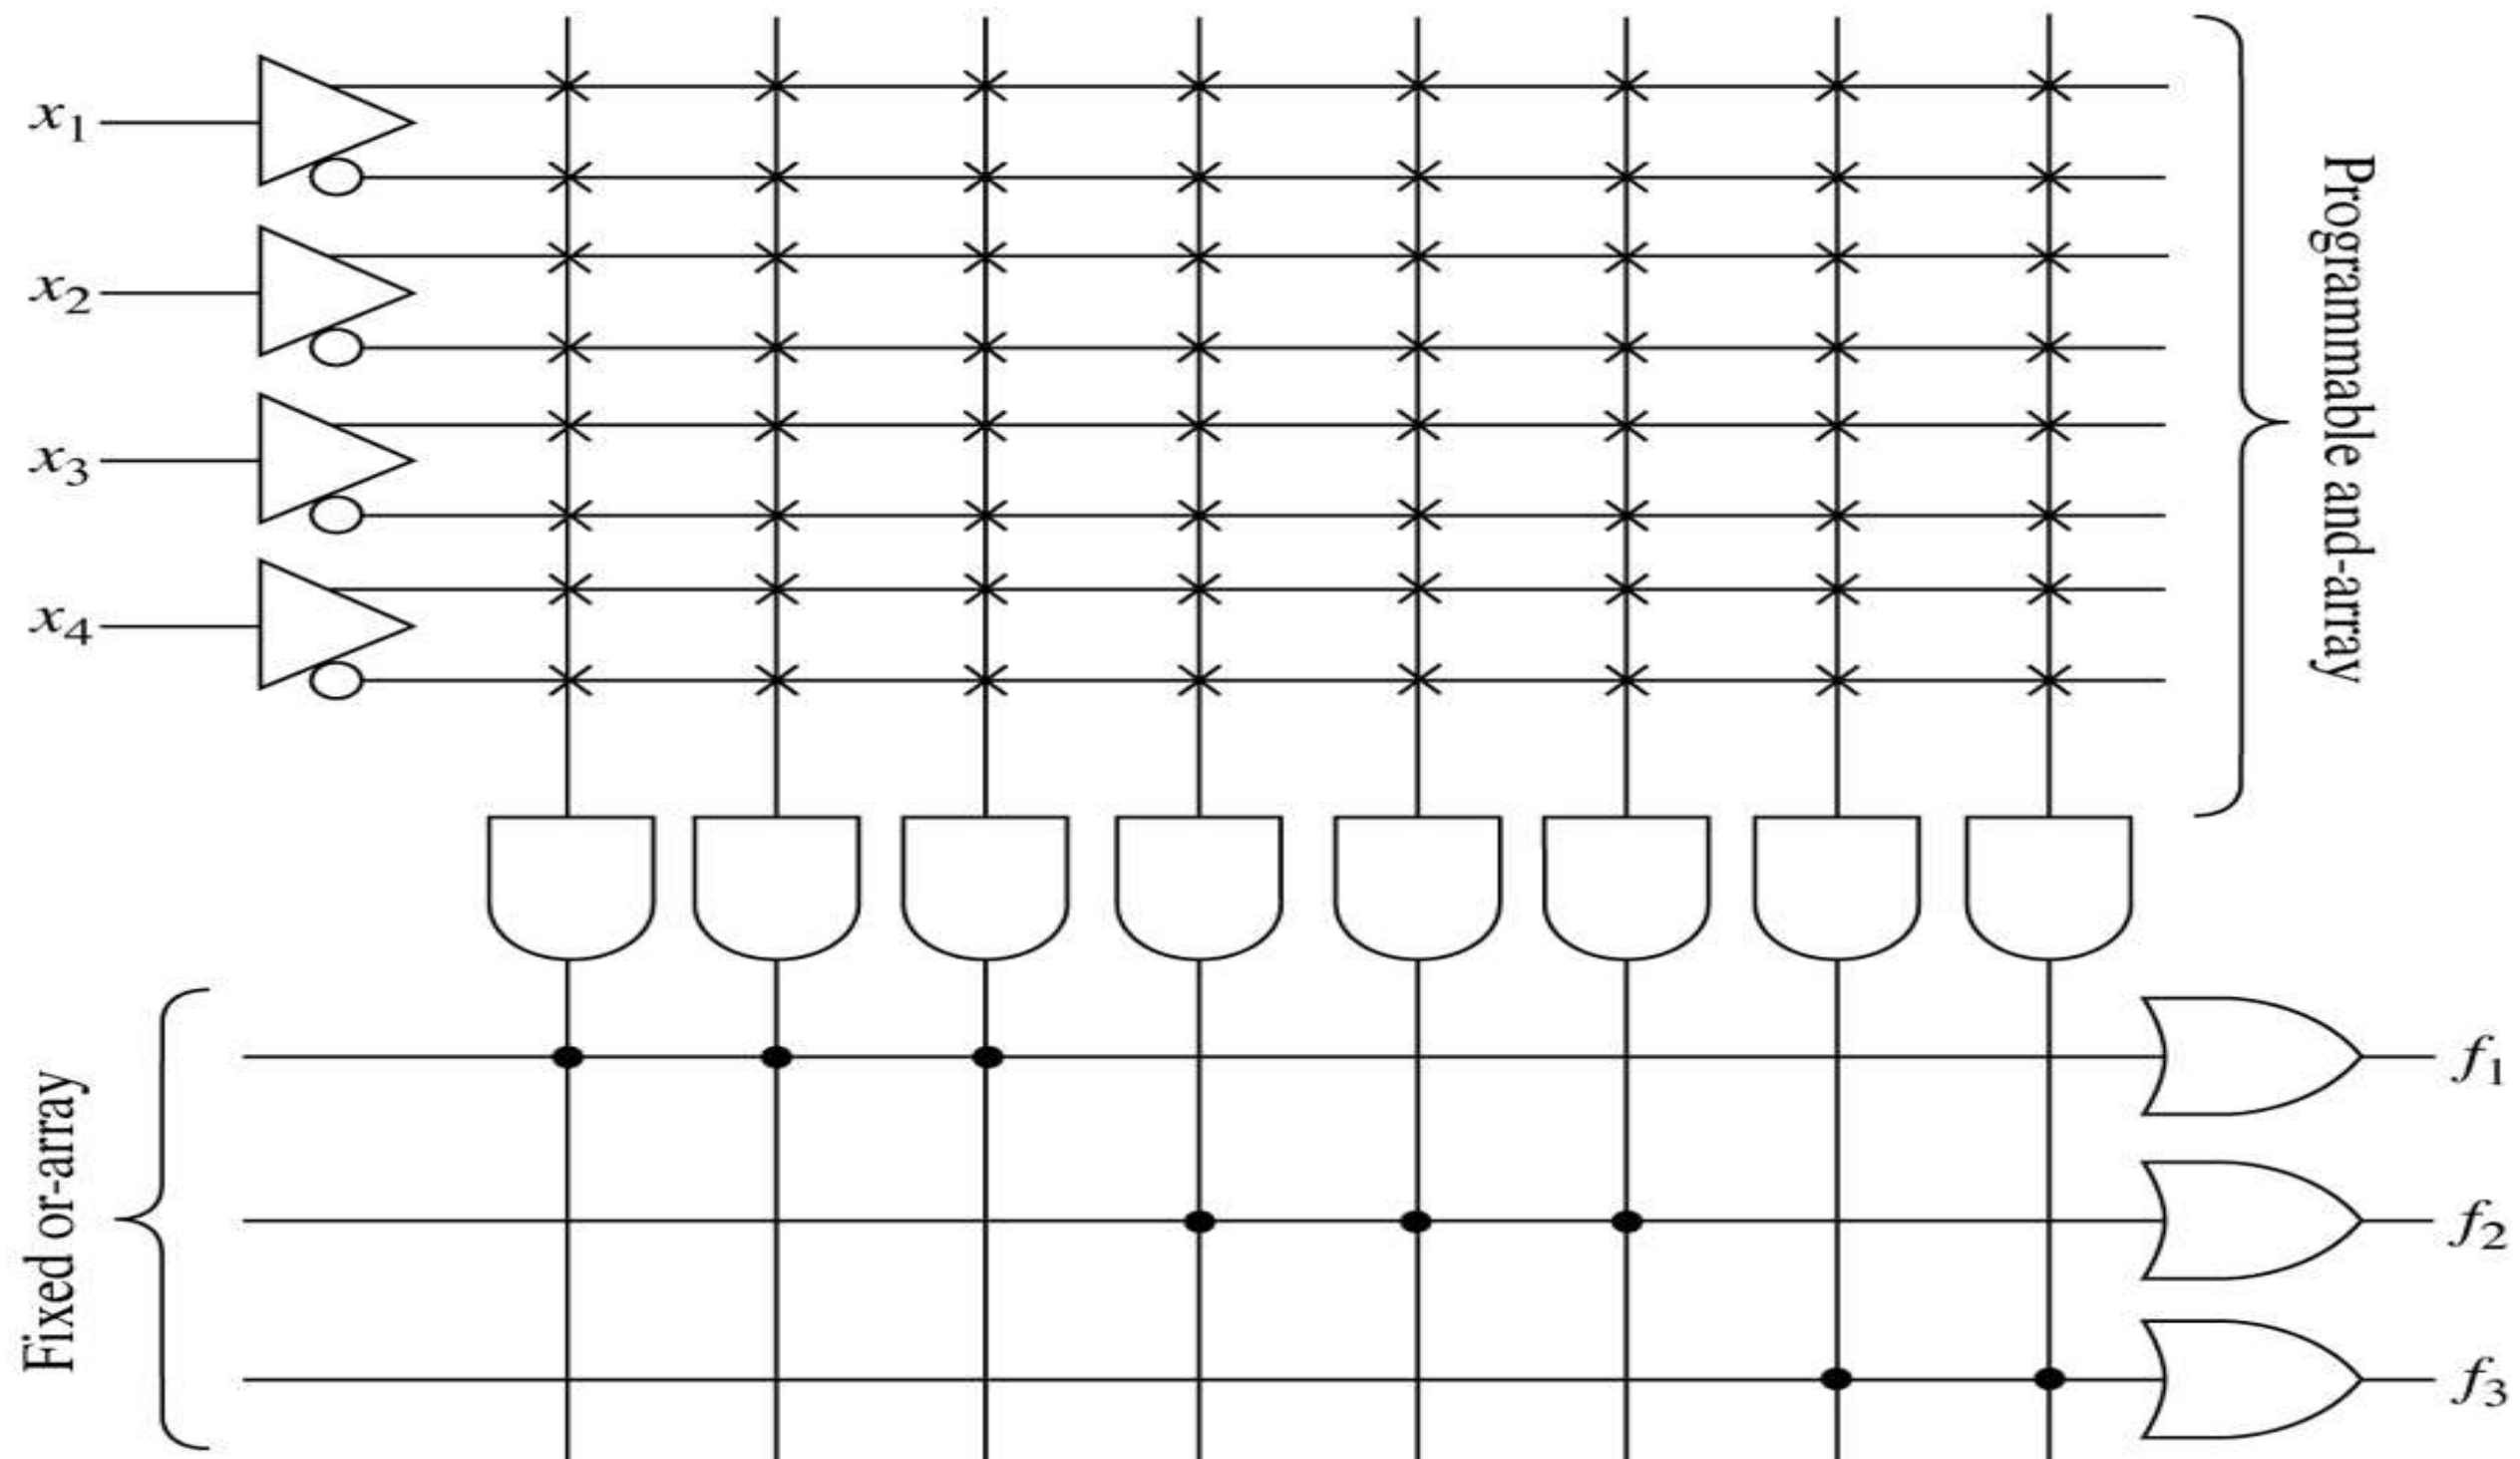 x₁
x₂
x₃
x₄
Programmable and-array
Fixed or-array
f₁
f₂
f₃